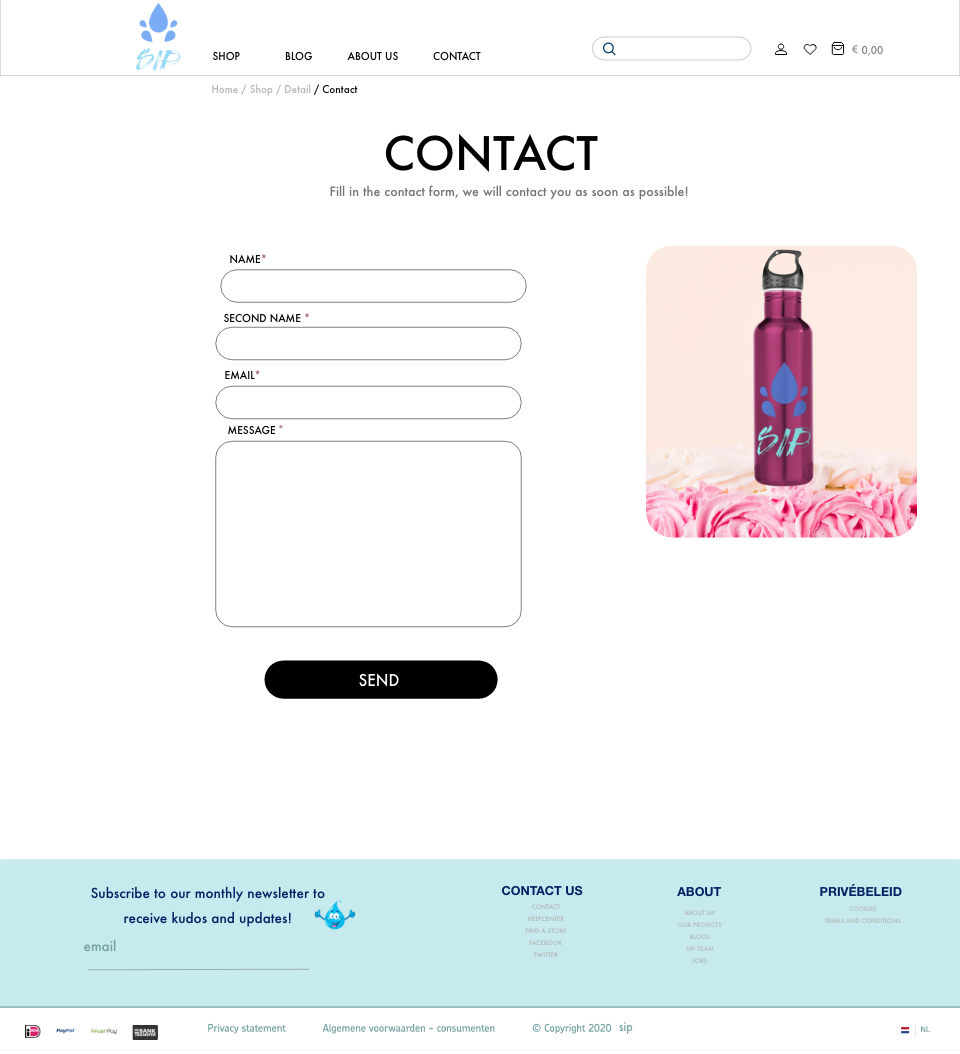 SIP
SHOP BLOG ABOUT US CONTACT € 0,00
Home / Shop / Detail / Contact
CONTACT
Fill in the contact form, we will contact you as soon as possible!
NAME*
SECOND NAME *
EMAIL*
MESSAGE *
SIP
SEND
Subscribe to our monthly newsletter to
receive kudos and updates!
email
CONTACT US
CONTACT
HELPCENTER
FIND A STORE
FACEBOOK
TWITTER
ABOUT
ABOUT SIP
OUR PROJECTS
BLOGS
SIP TEAM
JOBS
PRIVÉBELEID
COOKIES
TERMS AND CONDITIONS
iDEAL PayPal AfterPay BANK TRANSFER Privacy statement Algemene voorwaarden - consumenten © Copyright 2020 sip NL